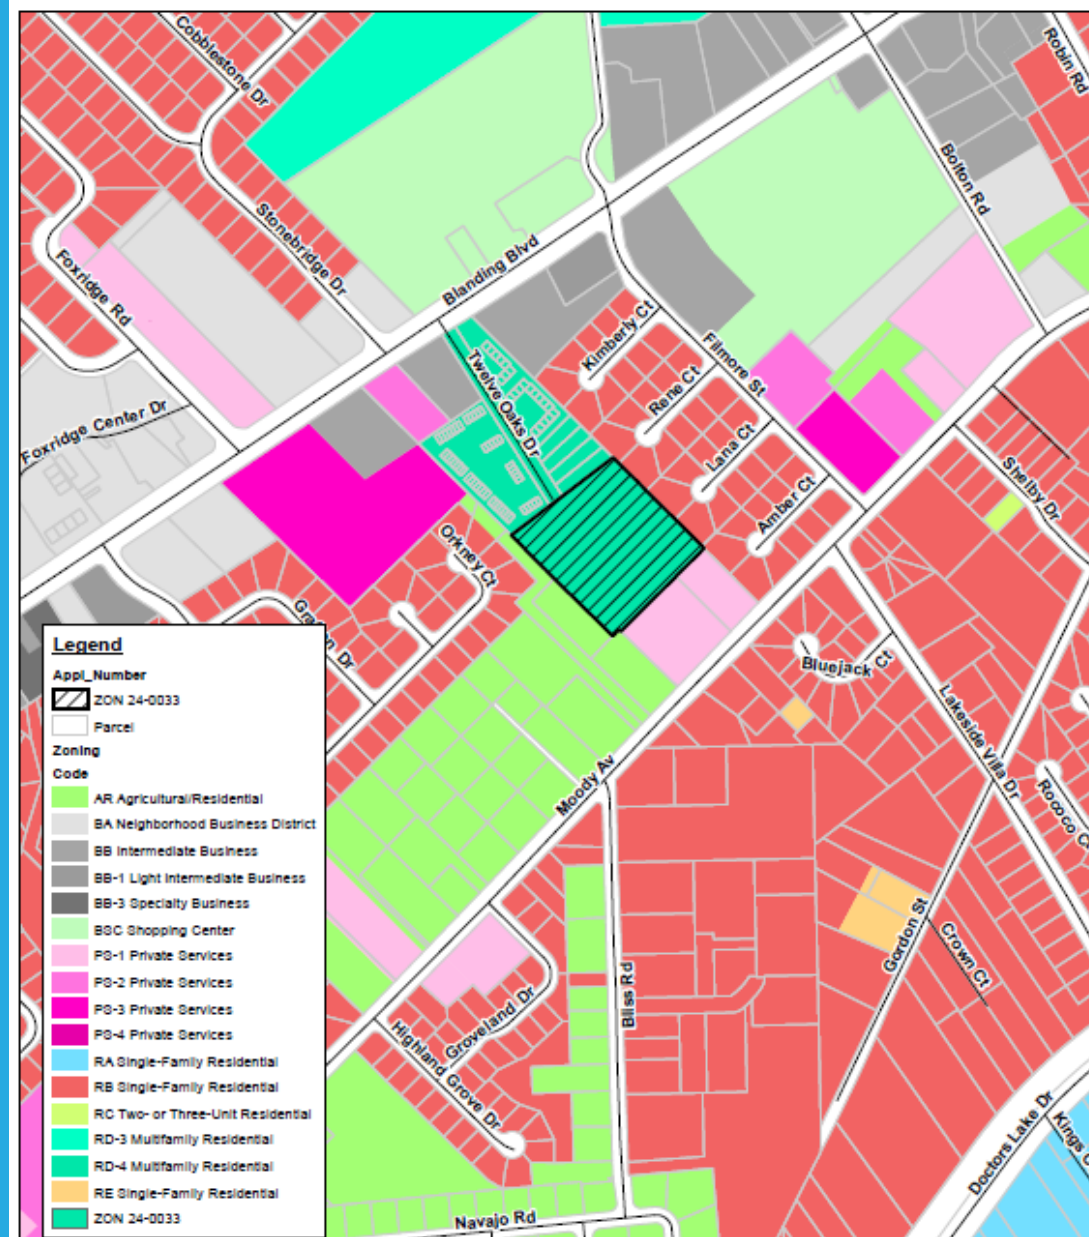 Cobblestone Dr
Robin Rd
Bolton Rd
Stonebridge Dr
Foxridge Rd
Blanding Blvd
Kimberly Ct
Filmore St
Twelve Oaks Dr
Rene Ct
Foxridge Center Dr
Lana Ct
Shelby Dr
Amber Ct
Orkney Ct
Bluejack Ct
Lakeside Villa Dr
Moody Av
Rococo C
Gordon St
Crown Ct
Bliss Rd
Groveland Dr
Highland Grove Dr
Doctors Lake Dr
Kings C
Navajo Rd
Legend
Appl_Number
ZON 24-0033
Parcel
Zoning
Code
AR Agricultural/Residential
BA Neighborhood Business District
BB Intermediate Business
BB-1 Light Intermediate Business
BB-3 Specialty Business
BSC Shopping Center
PS-1 Private Services
PS-2 Private Services
PS-3 Private Services
PS-4 Private Services
RA Single-Family Residential
RB Single-Family Residential
RC Two- or Three-Unit Residential
RD-3 Multifamily Residential
RD-4 Multifamily Residential
RE Single-Family Residential
ZON 24-0033